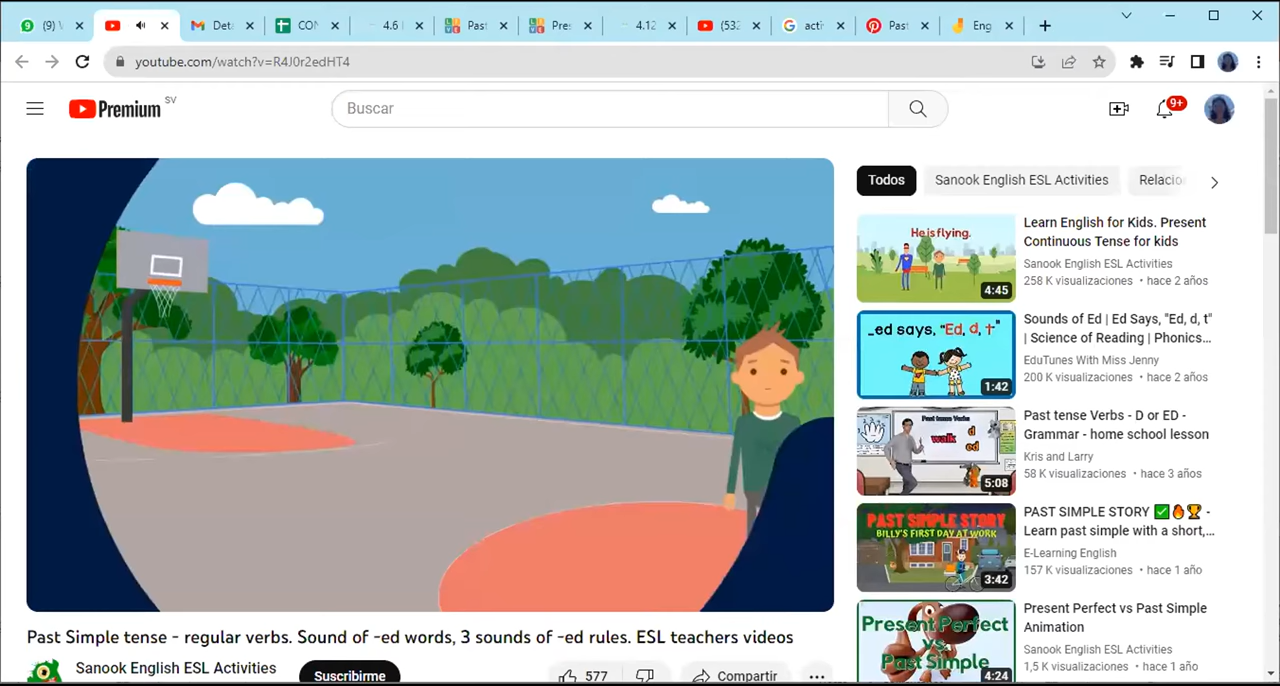 (9) W
Deta
CON
4.6 I
Past
Pres
4.12
(532
acti
Past
Eng
youtube.com/watch?v=R4J0r2edHT4
Premium SV
Buscar
9+
Todos
Sanook English ESL Activities
Relacio
He is flying.
4:45
Learn English for Kids. Present
Continuous Tense for kids
Sanook English ESL Activities
258 K visualizaciones • hace 2 años
_ed says, "Ed, d, t"
1:42
Sounds of Ed | Ed Says, "Ed, d, t"
| Science of Reading | Phonics...
EduTunes With Miss Jenny
200 K visualizaciones • hace 2 años
Past tense Verbs
walk
d
ed
5:08
Past tense Verbs - D or ED -
Grammar - home school lesson
Kris and Larry
58 K visualizaciones • hace 3 años
PAST SIMPLE STORY
BILLY'S FIRST DAY AT WORK
3:42
PAST SIMPLE STORY ✅🔥🏆 -
Learn past simple with a short,...
E-Learning English
157 K visualizaciones • hace 1 año
Present Perfect
vs.
Past Simple
4:24
Present Perfect vs Past Simple
Animation
Sanook English ESL Activities
1,5 K visualizaciones • hace 1 año
Past Simple tense - regular verbs. Sound of -ed words, 3 sounds of -ed rules. ESL teachers videos
Sanook English ESL Activities
Suscribirme
577
Compartir